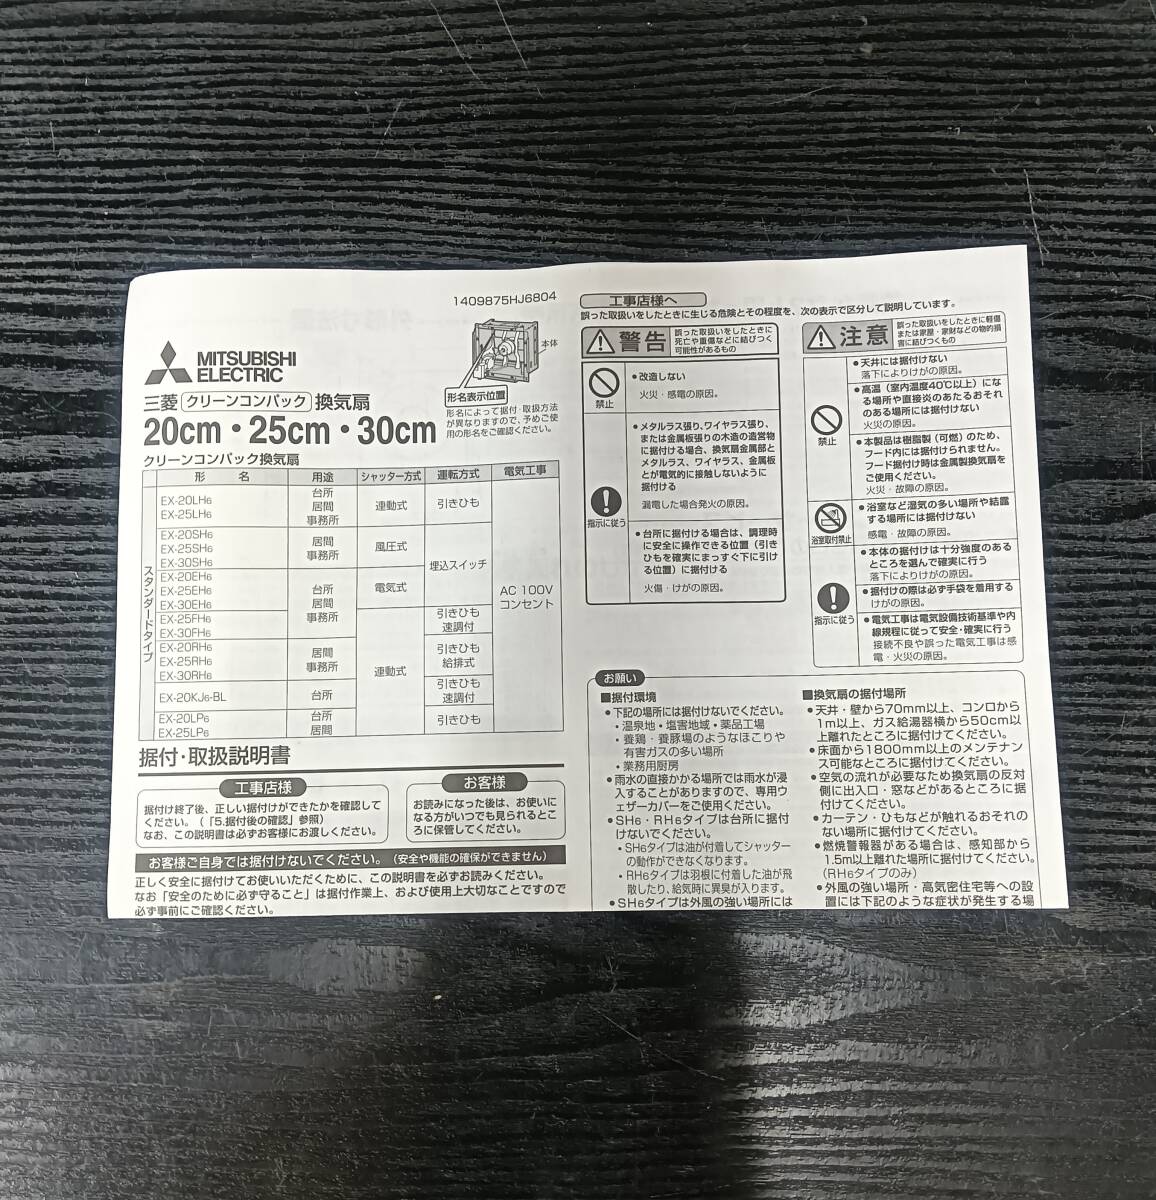 1409875HJ6804
MITSUBISHI
ELECTRIC
本体
形名表示位置
三菱 クリーンコンパック 換気扇
20cm・25cm・30cm
形名によって据付・取扱方法
が異なりますので、予めご使
用の形名をご確認ください。
クリーンコンパック換気扇
形 名 用途 シャッター方式 運転方式 電気工事
スタンダードタイプ
EX-20LH6
EX-25LH6
台所
居間
事務所
連動式
引きひも
EX-20SH6
EX-25SH6
EX-30SH6
居間
事務所
風圧式
埋込スイッチ
EX-20EH6
EX-25EH6
EX-30EH6
台所
居間
事務所
電気式
EX-25FH6
EX-30FH6
引きひも
速調付
EX-20RH6
EX-25RH6
EX-30RH6
居間
事務所
連動式
引きひも
給排式
EX-20KJ6-BL
台所
引きひも
速調付
EX-20LP6
EX-25LP6
台所
居間
引きひも
AC 100V
コンセント
据付・取扱説明書
工事店様
据付け終了後、正しい据付けができたかを確認して
ください。(「5.据付後の確認」参照)
なお、この説明書は必ずお客様にお渡しください。
お客様
お読みになった後は、お使いに
なる方がいつでも見られるとこ
ろに保管してください。
お客様ご自身では据付けないでください。(安全や機能の確保ができません)
正しく安全に据付けてお使いいただくために、この説明書を必ずお読みください。
なお「安全のために必ず守ること」は据付作業上、および使用上大切なことですので
必ず事前にご確認ください。
工事店様へ
誤った取扱いをしたときに生じる危険とその程度を、次の表示で区分して説明しています。
警告
誤った取扱いをしたときに
死亡や重傷などに結びつく
可能性があるもの
禁止
●改造しない
火災・感電の原因。
指示に従う
●メタルラス張り、ワイヤラス張り、
または金属板張りの木造の造営物
に据付ける場合、換気扇金属部と
メタルラス、ワイヤラス、金属板
とが電気的に接触しないように
据付ける
漏電した場合発火の原因。
●台所に据付ける場合は、調理時
に安全に操作できる位置(引き
ひもを確実にまっすぐ下に引け
る位置)に据付ける
火傷・けがの原因。
注意
誤った取扱いをしたときに軽傷
または家屋・家財などの物的損
害に結びつくもの
禁止
●天井には据付けない
落下によりけがの原因。
●高温(室内温度40℃以上)にな
る場所や直接炎のあたるおそれ
のある場所には据付けない
火災の原因。
●本製品は樹脂製(可燃)のため、
フード内には据付けられません。
フード据付け時は金属製換気扇を
ご使用ください。
火災・故障の原因。
浴室取付禁止
●浴室など湿気の多い場所や結露
する場所には据付けない
感電・故障の原因。
指示に従う
●本体の据付けは十分強度のある
ところを選んで確実に行う
落下によりけがの原因。
●据付けの際は必ず手袋を着用する
けがの原因。
●電気工事は電気設備技術基準や内
線規程に従って安全・確実に行う
接続不良や誤った電気工事は感
電・火災の原因。
お願い
■据付環境
●下記の場所には据付けないでください。
・温泉地・塩害地域・薬品工場
・養鶏・養豚場のようなほこりや
有害ガスの多い場所
・業務用厨房
●雨水の直接かかる場所では雨水が浸
入することがありますので、専用ウ
ェザーカバーをご使用ください。
●SH6・RH6タイプは台所に据付
けないでください。
・SH6タイプは油が付着してシャッター
の動作ができなくなります。
・RH6タイプは羽根に付着した油が飛
散したり、給気時に異臭が入ります。
●SH6タイプは外風の強い場所には
■換気扇の据付場所
●天井・壁から70mm以上、コンロから
1m以上、ガス給湯器横から50cm以
上離れたところに据付けてください。
●床面から1800mm以上のメンテナン
ス可能なところに据付けてください。
●空気の流れが必要なため換気扇の反対
側に出入口・窓などがあるところに据
付けてください。
●カーテン・ひもなどが触れるおそれの
ない場所に据付けてください。
●燃焼警報器がある場合は、感知部から
1.5m以上離れた場所に据付けてください。
(RH6タイプのみ)
●外風の強い場所・高気密住宅等への設
置には下記のような症状が発生する場